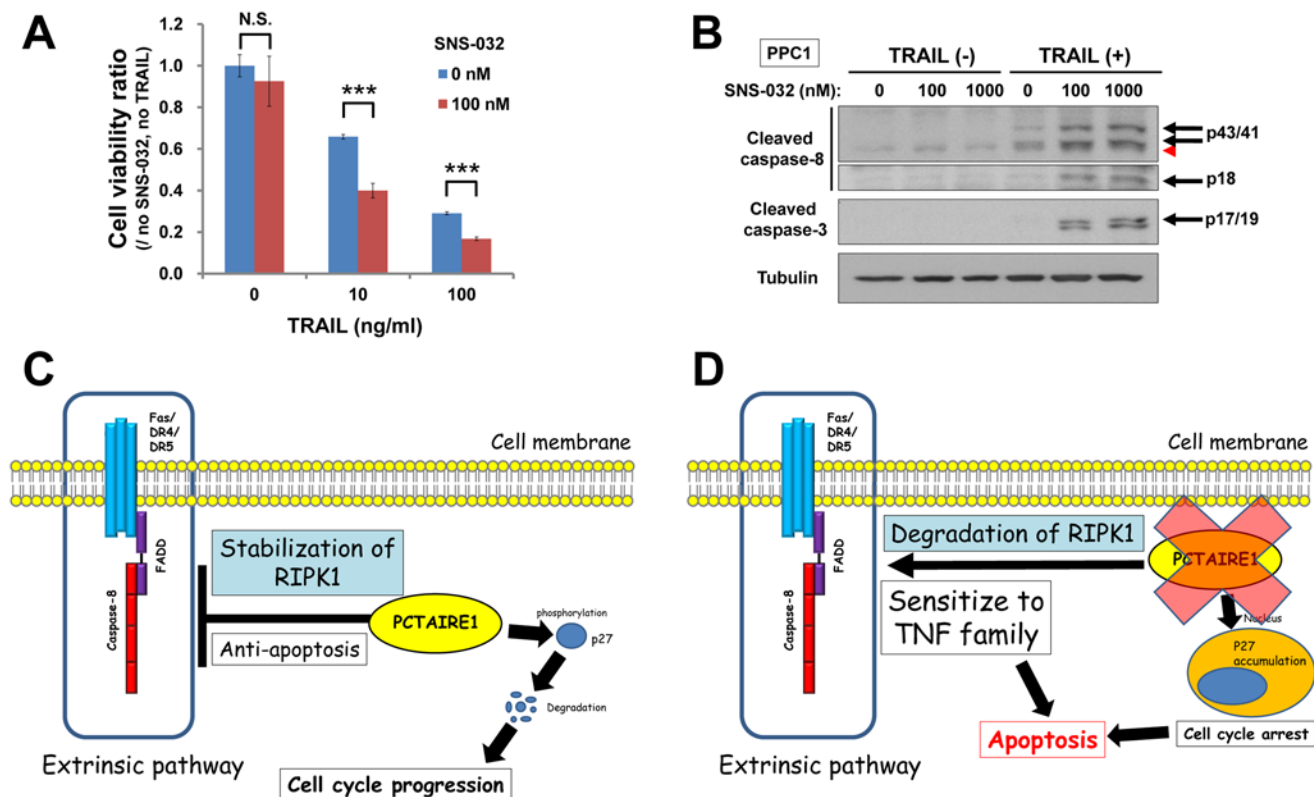 A
Cell viability ratio
(/ no SNS-032, no TRAIL)
1.2
1.0
0.8
0.6
0.4
0.2
0.0
N.S.
***
***
SNS-032
0 nM
100 nM
0
10
100
TRAIL (ng/ml)
B
PPC1
TRAIL (-)
TRAIL (+)
SNS-032 (nM):
0
100
1000
0
100
1000
Cleaved
caspase-8
p43/41
p18
Cleaved
caspase-3
p17/19
Tubulin
C
Fas/
DR4/
DR5
Cell membrane
FADD
Caspase-8
Stabilization of
RIPK1
Anti-apoptosis
PCTAIRE1
phosphorylation
p27
Degradation
Extrinsic pathway
Cell cycle progression
D
Fas/
DR4/
DR5
Cell membrane
FADD
Caspase-8
Degradation of RIPK1
PCTAIRE1
Sensitize to
TNF family
Nucleus
P27
accumulation
Apoptosis
Cell cycle arrest
Extrinsic pathway